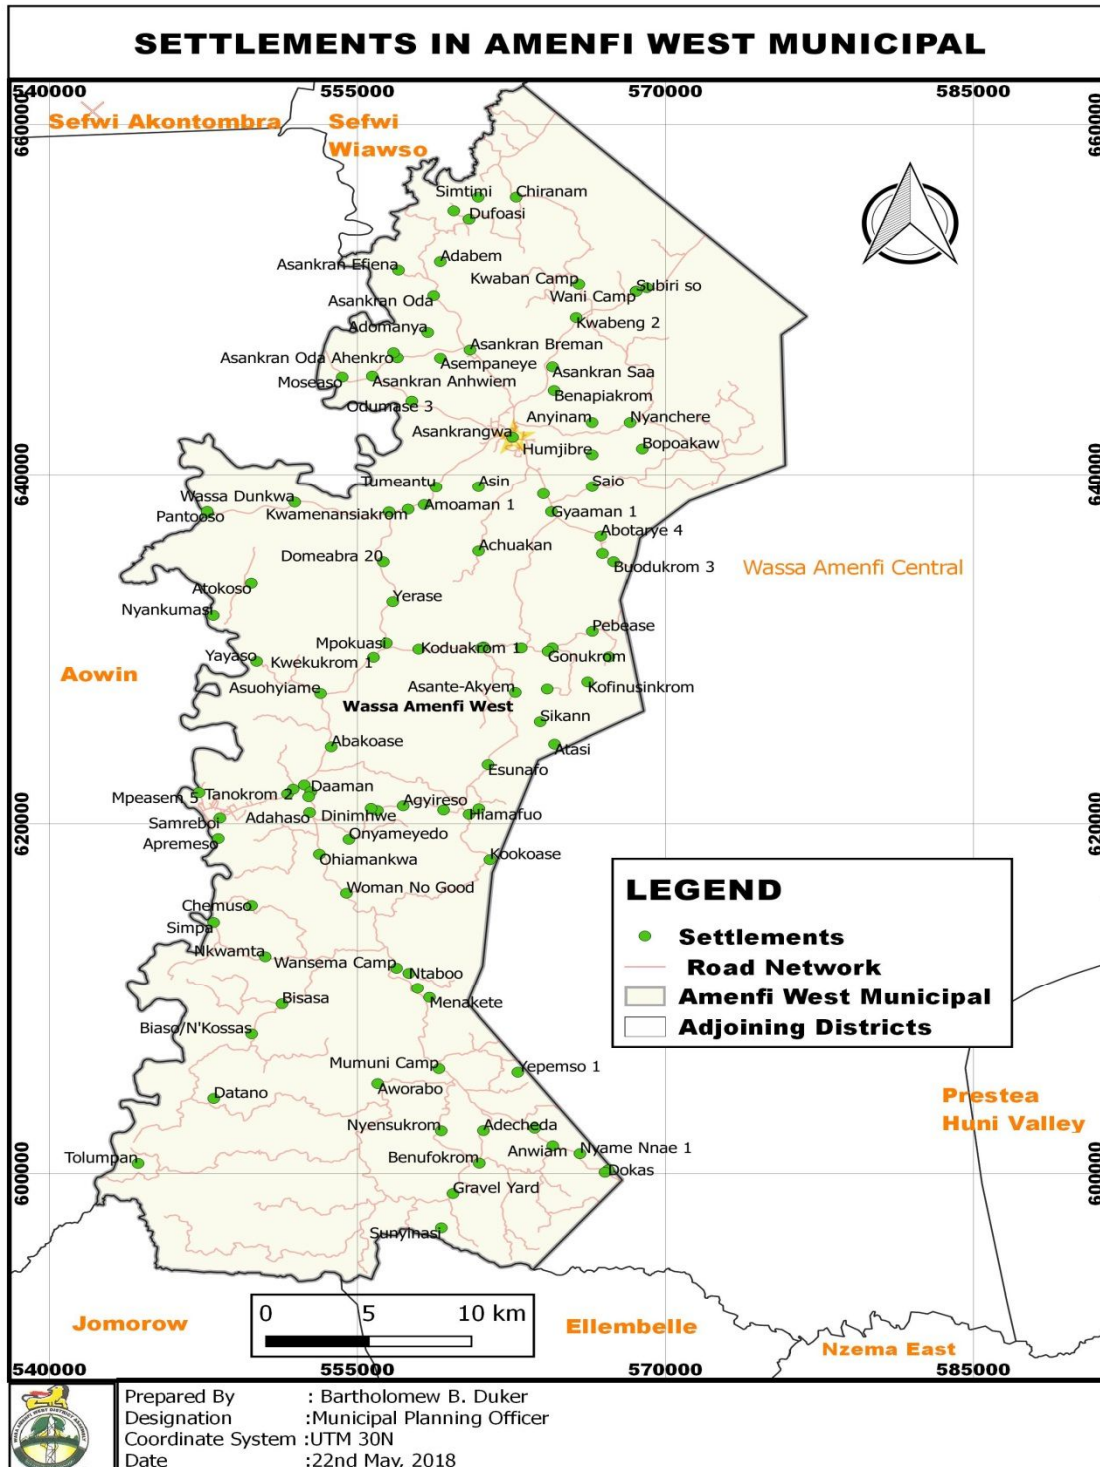 SETTLEMENTS IN AMENFI WEST MUNICIPAL
540000 555000 570000 585000
660000 660000
Sefwi Akontombra
Sefwi
Wiawso
Simtimi Chiranam
Dufoasi
Adabem
Asankran Efiena
Kwaban Camp
Subiri so
Wani Camp
Asankran Oda
Kwabeng 2
Adomanya
Asankran Breman
Asankran Oda Ahenkro
Asempaneye
Asankran Saa
Moseaso
Asankran Anhwiem
Benapiakrom
Odumase 3
Anyinam
Nyanchere
Asankrangwa
Humjibre
Bopoakaw
640000 640000
Tumeantu
Asin
Saio
Wassa Dunkwa
Pantooso
Kwamenansiakrom
Amoaman 1
Gyaaman 1
Abotarye 4
Achuakan
Domeabra 20
Buodukrom 3
Wassa Amenfi Central
Atokoso
Yerase
Nyankumasi
Pebease
Mpokuasi
Koduakrom 1
Yayaso
Kwekukrom 1
Gonukrom
Aowin
Asuohyiame
Asante-Akyem
Kofinusinkrom
Wassa Amenfi West
Sikann
Abakoase
Atasi
Esunafo
Daaman
Mpeasem 5
Tanokrom 2
Agyireso
Adahaso
Dinimhwe
Hiamafuo
620000 620000
Samreboi
Apremeso
Onyameyedo
Ohiamankwa
Kookoase
Woman No Good
Chemuso
Simpa
Nkwamta
Wansema Camp
Ntaboo
Bisasa
Menakete
Biaso/N'Kossas
Mumuni Camp
Yepemso 1
Aworabo
Datano
Nyensukrom
Adecheda
Anwiam
Nyame Nnae 1
Tolumpan
Benufokrom
Dokas
600000 600000
Gravel Yard
Sunyinasi
LEGEND
Settlements
Road Network
Amenfi West Municipal
Adjoining Districts
Prestea
Huni Valley
0 5 10 km
Jomorow
Ellembelle
Nzema East
540000 555000 570000 585000
Prepared By : Bartholomew B. Duker
Designation :Municipal Planning Officer
Coordinate System :UTM 30N
Date :22nd May, 2018